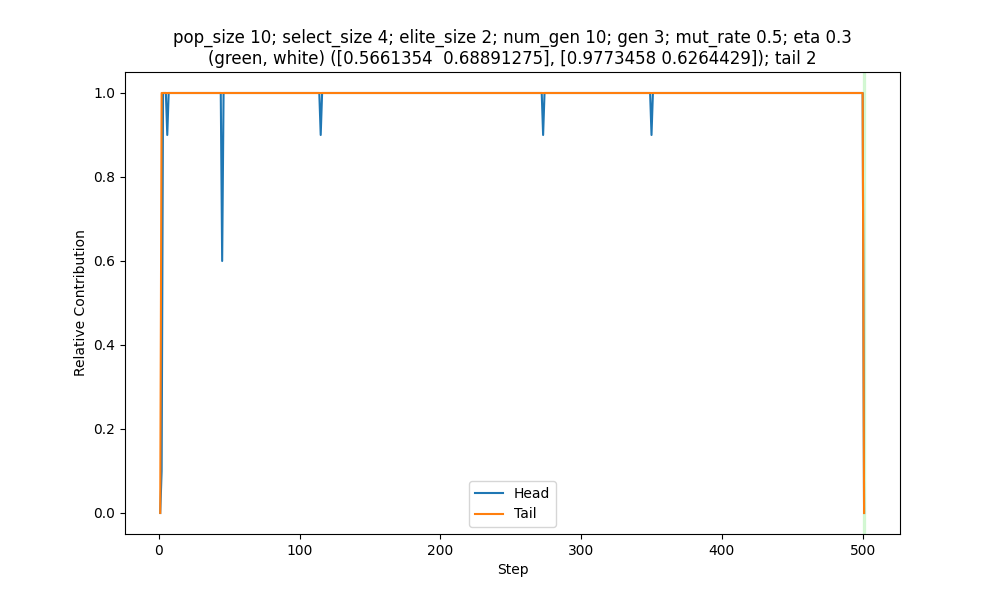 pop_size 10; select_size 4; elite_size 2; num_gen 10; gen 3; mut_rate 0.5; eta 0.3
(green, white) ([0.5661354  0.68891275], [0.9773458 0.6264429]); tail 2
1.0
0.8
0.6
0.4
0.2
0.0
Relative Contribution
Head
Tail
0
100
200
300
400
500
Step